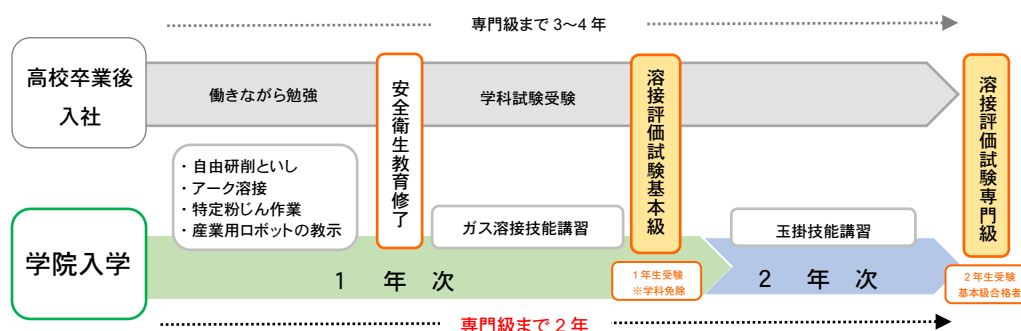 専門級まで 3～4 年
高校卒業後
入社
働きながら勉強
安全衛生教育修了
学科試験受験
溶接評価試験基本級
溶接評価試験専門級
・ 自由研削といし
・ アーク溶接
・ 特定粉じん作業
・ 産業用ロボットの教示
ガス溶接技能講習
玉掛技能講習
学院入学
1 年 次
1 年生受験
※学科免除
2 年 次
2 年生受験
基本級合格者
専門級まで 2 年